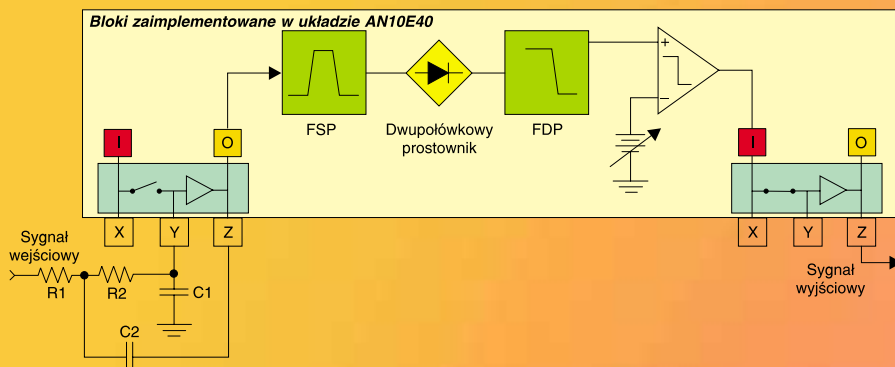 Bloki zaimplementowane w układzie AN10E40
FSP
Dwupołówkowy
prostownik
FDP
+
−
I
O
I
O
X
Y
Z
X
Y
Z
Sygnał
wejściowy
R1
R2
C1
C2
Sygnał
wyjściowy